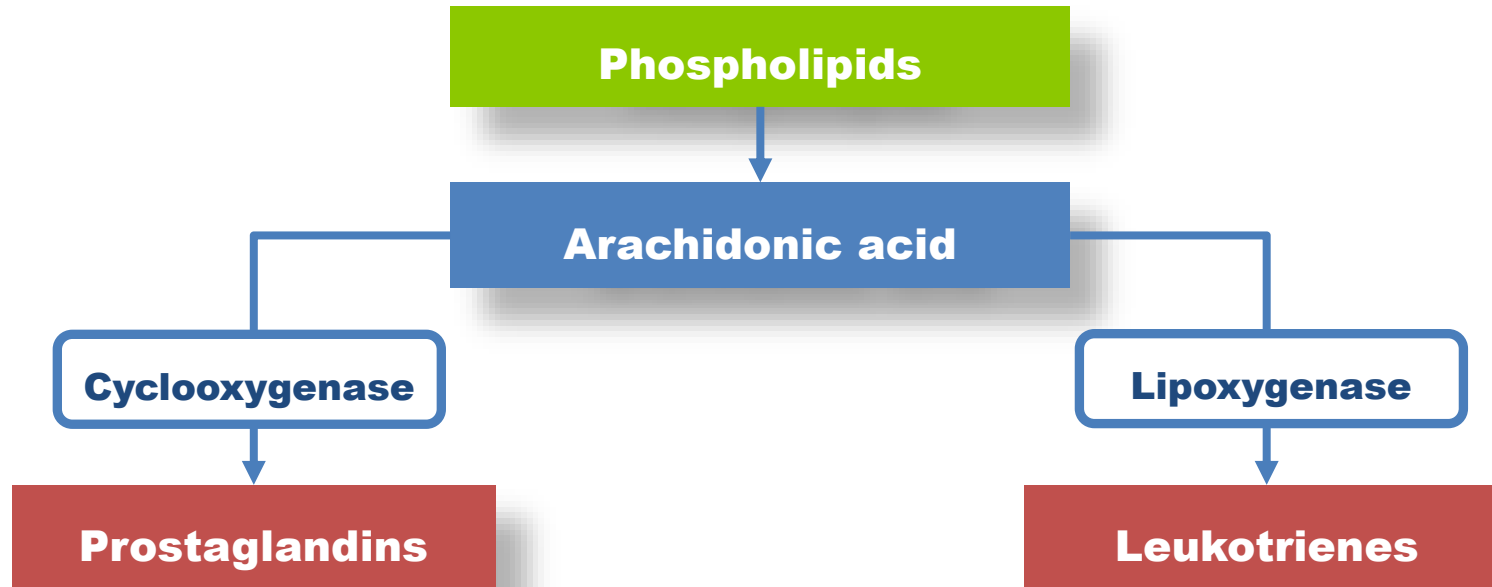 Phospholipids
Arachidonic acid
Cyclooxygenase
Lipoxygenase
Prostaglandins
Leukotrienes